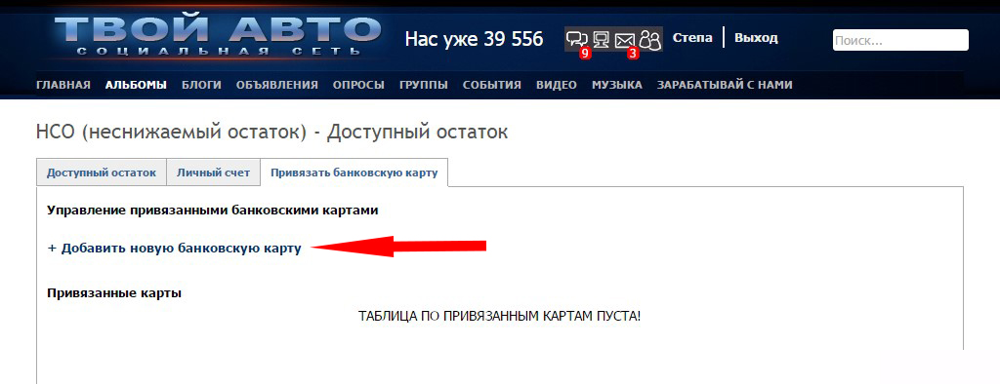 ТВОЙ АВТО
СОЦИАЛЬНАЯ СЕТЬ
Нас уже 39 556
9
3
Степа
Выход
Поиск...
ГЛАВНАЯ АЛЬБОМЫ БЛОГИ ОБЪЯВЛЕНИЯ ОПРОСЫ ГРУППЫ СОБЫТИЯ ВИДЕО МУЗЫКА ЗАРАБАТЫВАЙ С НАМИ
НСО (неснижаемый остаток) - Доступный остаток
Доступный остаток Личный счет Привязать банковскую карту
Управление привязанными банковскими картами
+ Добавить новую банковскую карту
Привязанные карты
ТАБЛИЦА ПО ПРИВЯЗАННЫМ КАРТАМ ПУСТА!